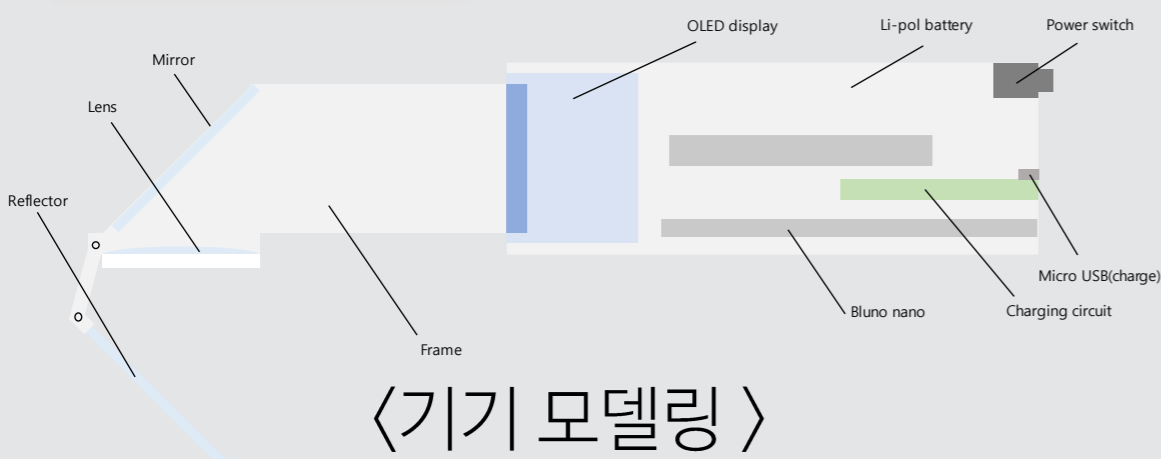 OLED display
Li-pol battery
Power switch
Mirror
Lens
Reflector
Micro USB(charge)
Bluno nano
Charging circuit
Frame
〈기기 모델링 〉